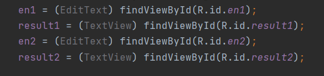 en1 = (EditText) findViewById(R.id.en1);
result1 = (TextView) findViewById(R.id.result1);
en2 = (EditText) findViewById(R.id.en2);
result2 = (TextView) findViewById(R.id.result2);